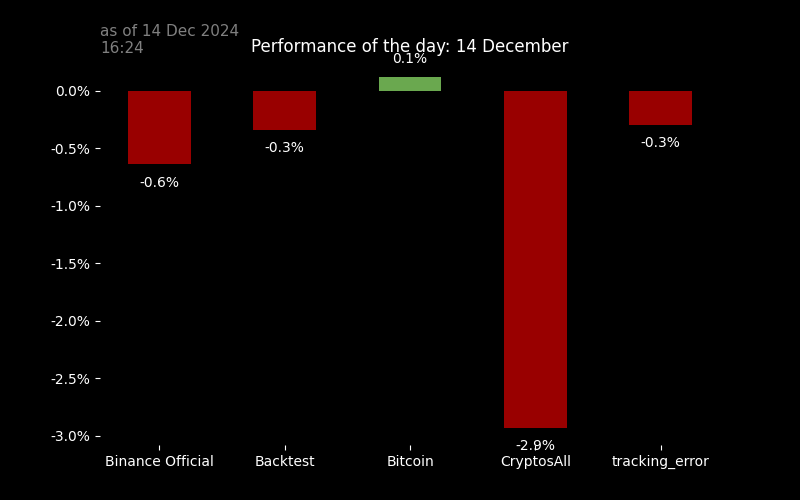 as of 14 Dec 2024
16:24
Performance of the day: 14 December
0.1%
0.0%
-0.5%
-1.0%
-1.5%
-2.0%
-2.5%
-3.0%
-0.6%
-0.3%
-2.9%
-0.3%
Binance Official
Backtest
Bitcoin
CryptosAll
tracking_error